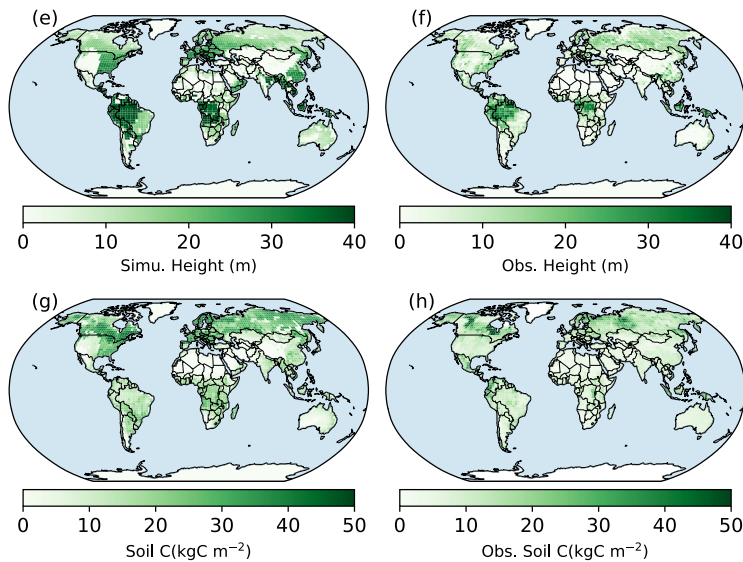 (e)
(f)
0 10 20 30 40
Simu. Height (m)
0 10 20 30 40
Obs. Height (m)
(g)
(h)
0 10 20 30 40 50
Soil C(kgC m⁻²)
0 10 20 30 40 50
Obs. Soil C(kgC m⁻²)